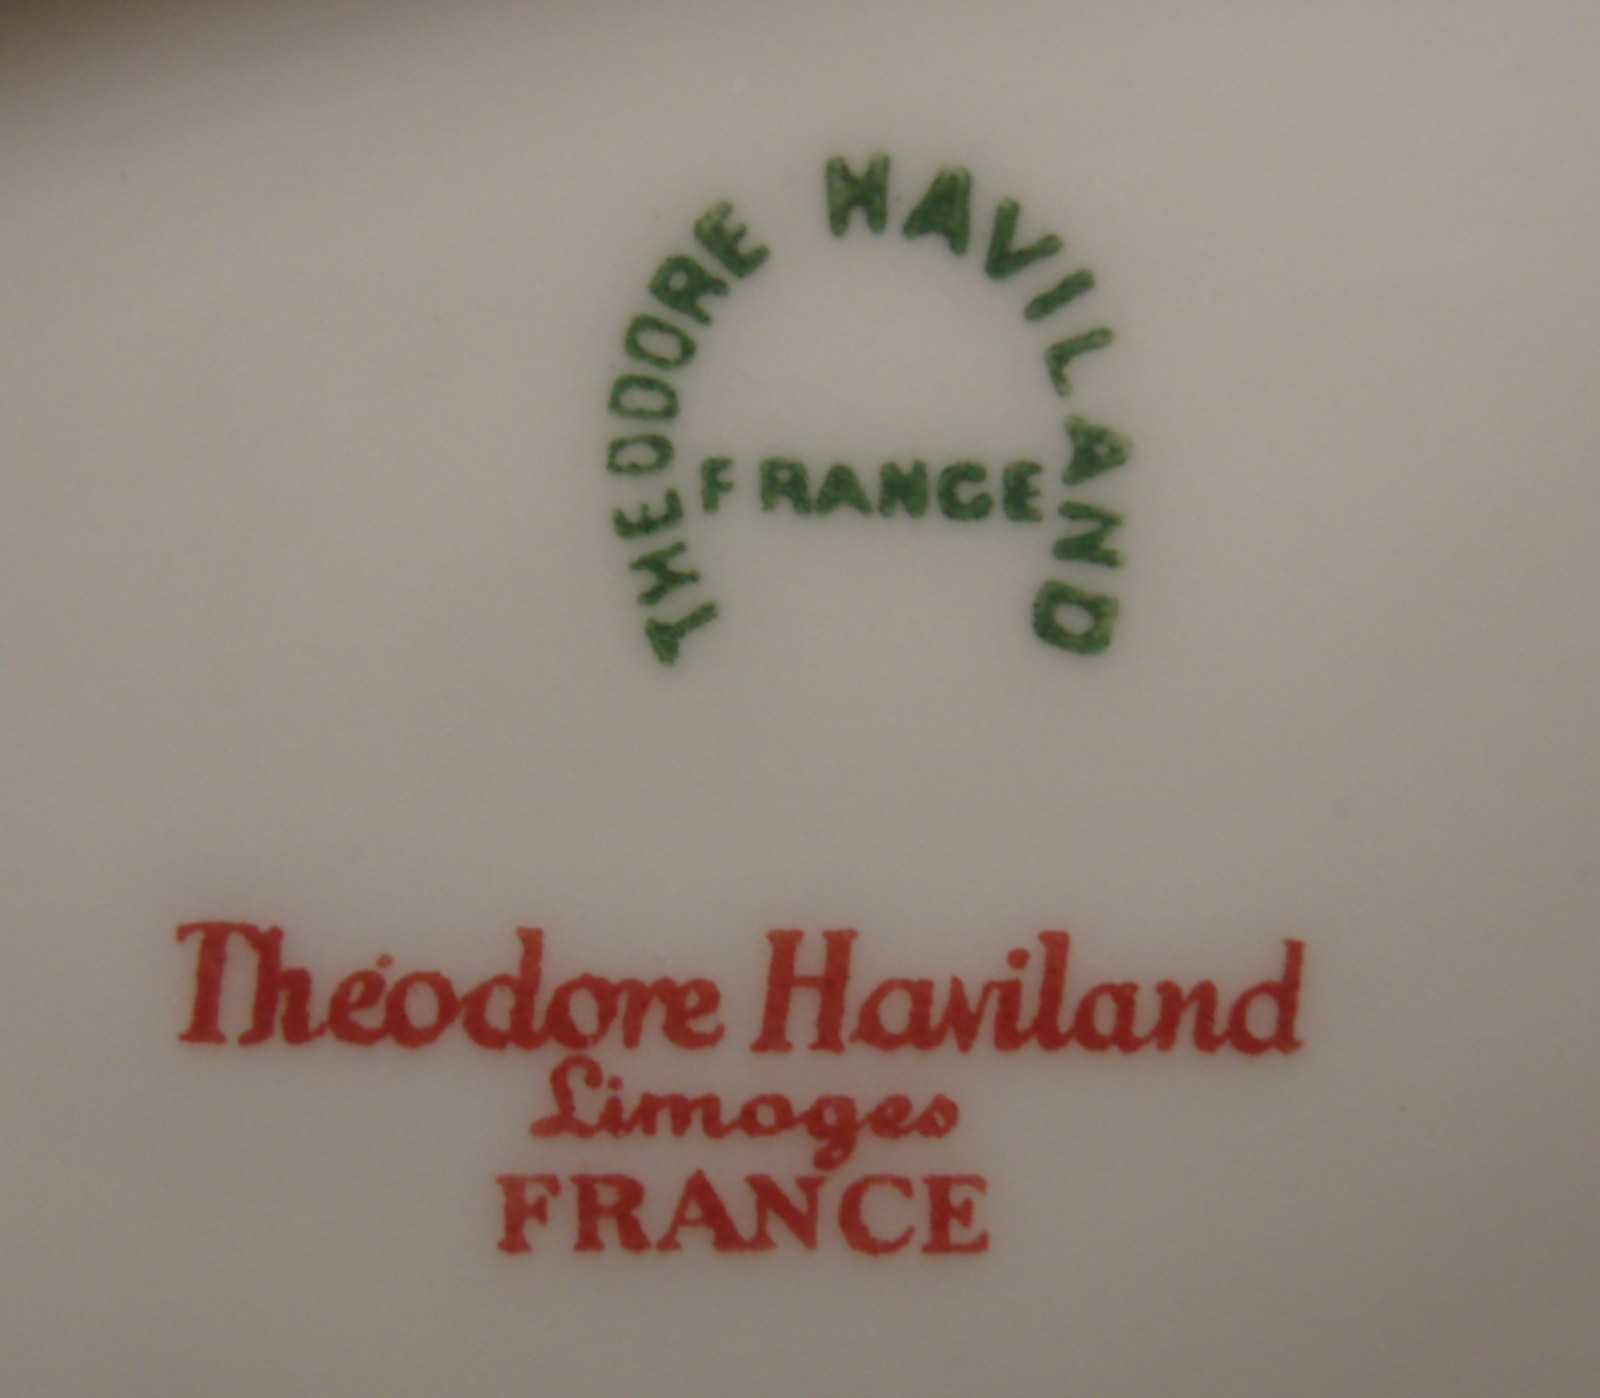 THEODORE HAVILAND
FRANCE
Théodore Haviland
Limoges
FRANCE